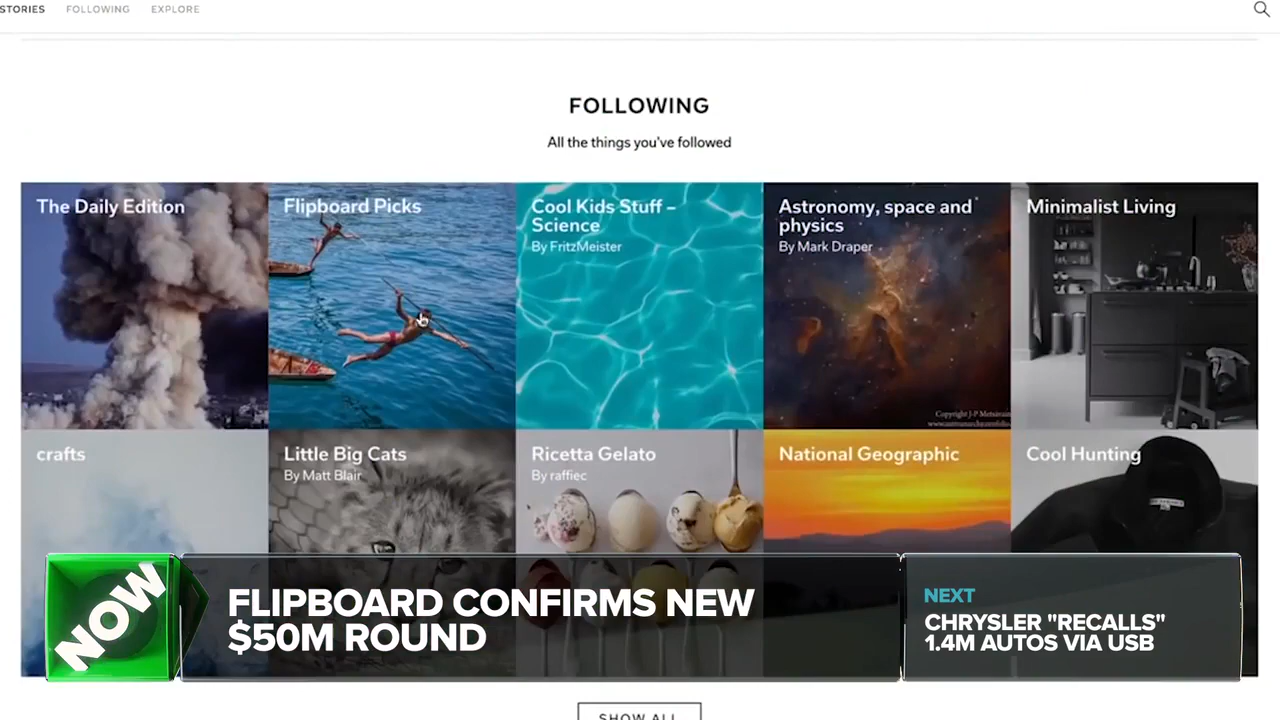 STORIES FOLLOWING EXPLORE
FOLLOWING
All the things you've followed
The Daily Edition
Flipboard Picks
Cool Kids Stuff –
Science
By FritzMeister
Astronomy, space and
physics
By Mark Draper
Minimalist Living
crafts
Little Big Cats
By Matt Blair
Ricetta Gelato
By raffiec
National Geographic
Cool Hunting
NOW
FLIPBOARD CONFIRMS NEW
$50M ROUND
NEXT
CHRYSLER "RECALLS"
1.4M AUTOS VIA USB
SHOW ALL